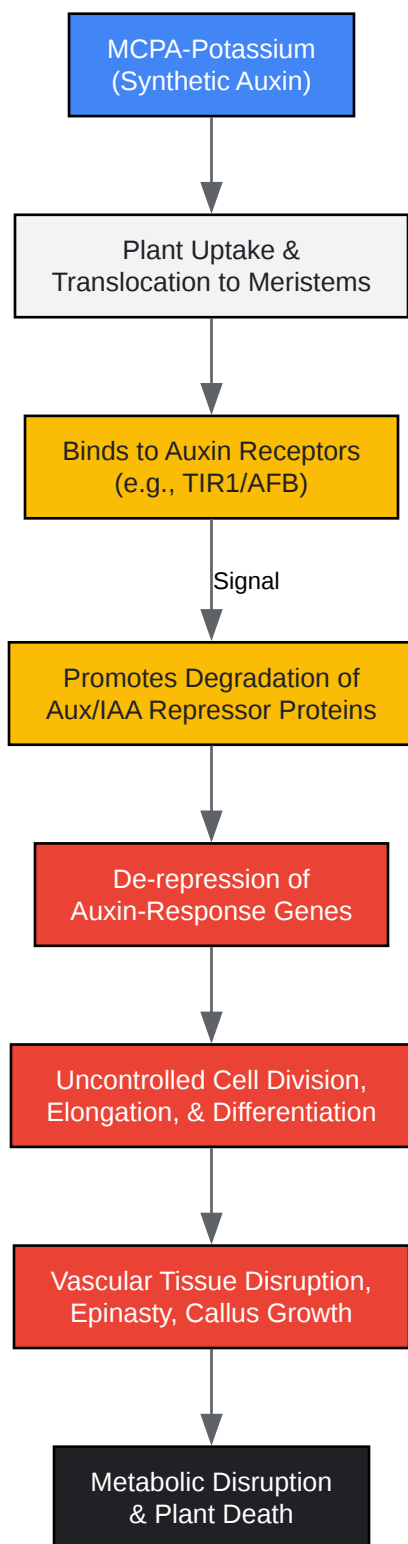 MCPA-Potassium
(Synthetic Auxin)
Plant Uptake &
Translocation to Meristems
Binds to Auxin Receptors
(e.g., TIR1/AFB)
Signal
Promotes Degradation of
Aux/IAA Repressor Proteins
De-repression of
Auxin-Response Genes
Uncontrolled Cell Division,
Elongation, & Differentiation
Vascular Tissue Disruption,
Epinasty, Callus Growth
Metabolic Disruption
& Plant Death